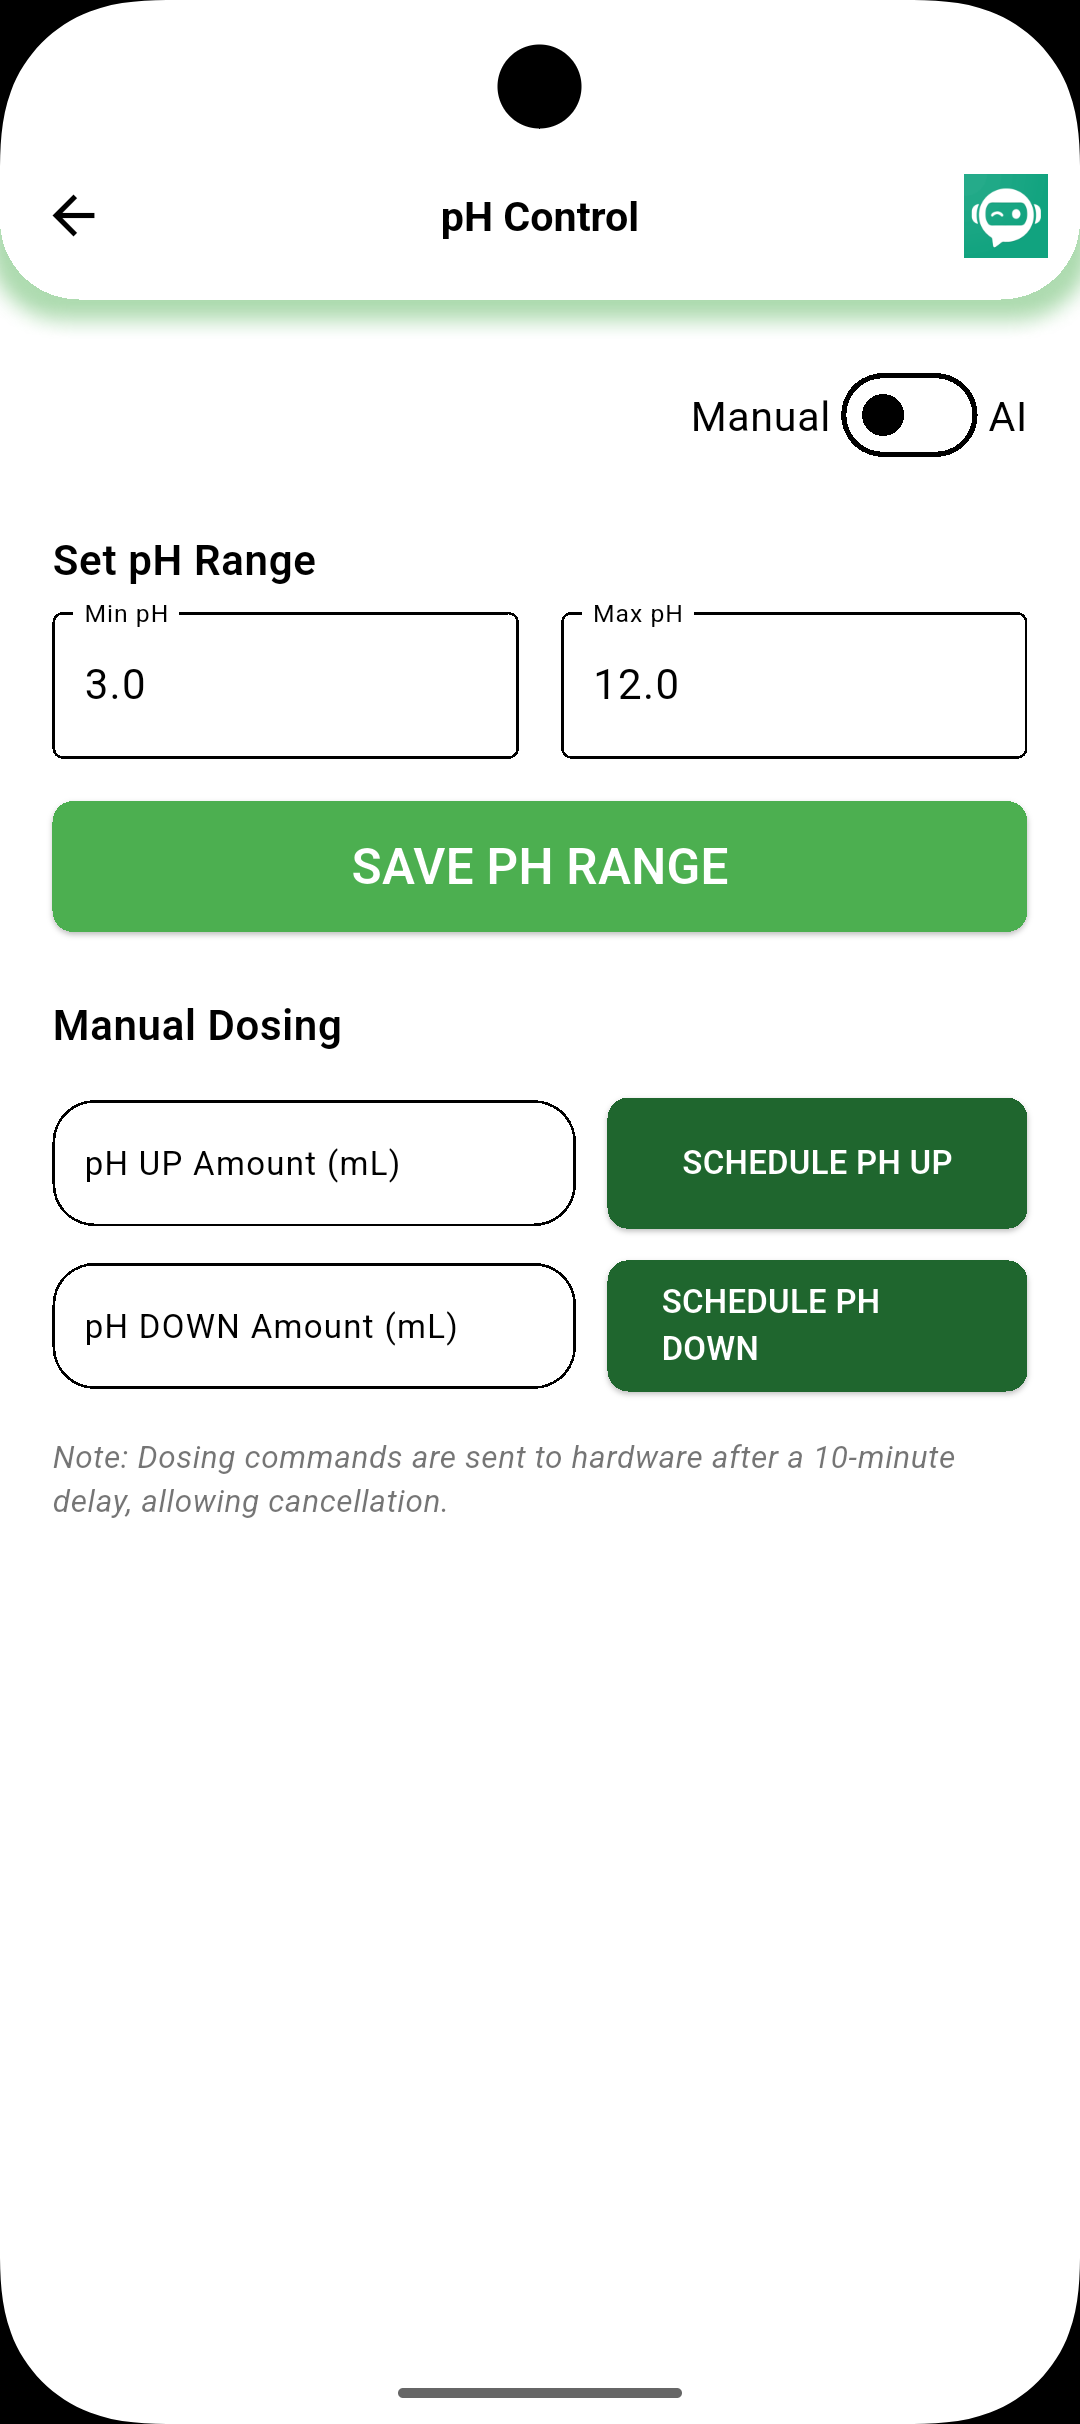 pH Control
Manual AI
Set pH Range
Min pH Max pH
3.0 12.0
SAVE PH RANGE
Manual Dosing
pH UP Amount (mL) SCHEDULE PH UP
pH DOWN Amount (mL) SCHEDULE PH
DOWN
Note: Dosing commands are sent to hardware after a 10-minute
delay, allowing cancellation.